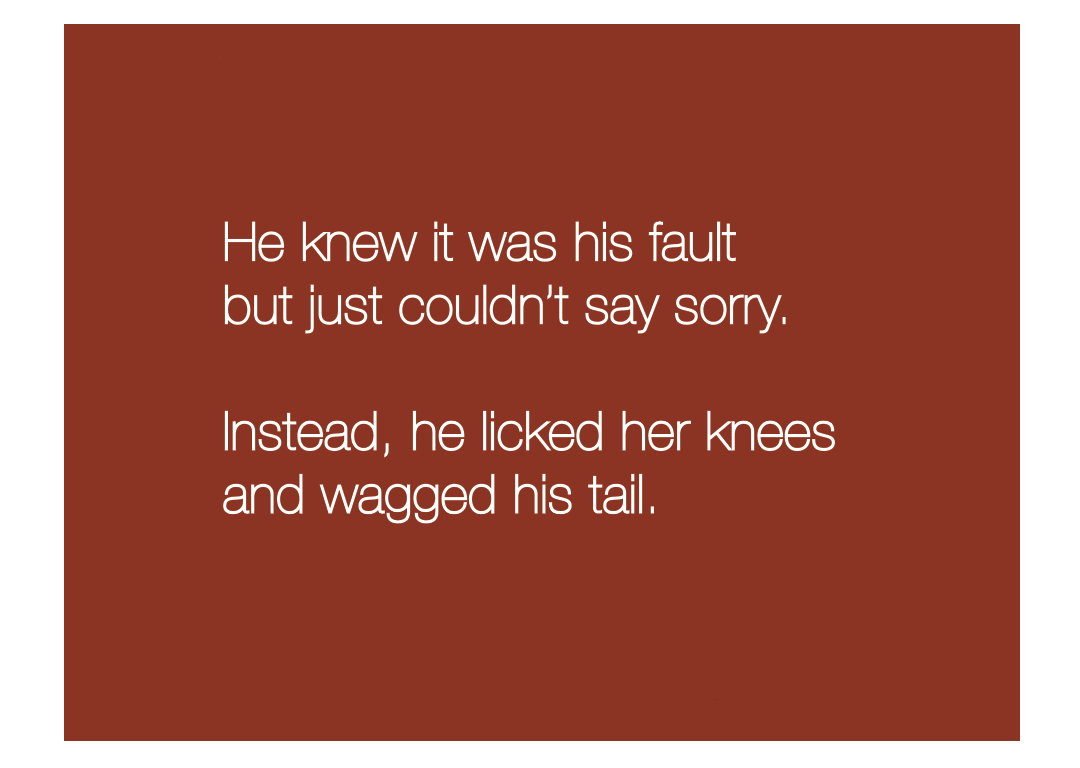 He knew it was his fault
but just couldn’t say sorry.
Instead, he licked her knees
and wagged his tail.